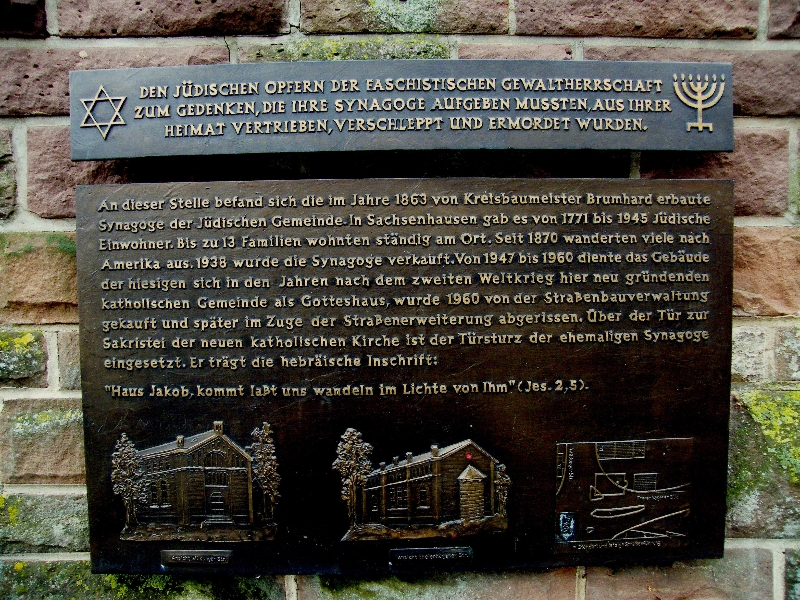 DEN JÜDISCHEN OPFERN DER FASCHISTISCHEN GEWALTHERRSCHAFT
ZUM GEDENKEN, DIE IHRE SYNAGOGE AUFGEBEN MUSSTEN, AUS IHRER
HEIMAT VERTRIEBEN, VERSCHLEPPT UND ERMORDET WURDEN.
An dieser Stelle befand sich die im Jahre 1863 von Kreisbaumeister Brumhard erbaute
Synagoge der Jüdischen Gemeinde. In Sachsenhausen gab es von 1771 bis 1945 Jüdische
Einwohner. Bis zu 13 Familien wohnten ständig am Ort. Seit 1870 wanderten viele nach
Amerika aus. 1938 wurde die Synagoge verkauft. Von 1947 bis 1960 diente das Gebäude
der hiesigen sich in den Jahren nach dem zweiten Weltkrieg hier neu gründenden
katholischen Gemeinde als Gotteshaus, wurde 1960 von der Straßenbauverwaltung
gekauft und später im Zuge der Straßenerweiterung abgerissen. Über der Tür zur
Sakristei der neuen katholischen Kirche ist der Türsturz der ehemaligen Synagoge
eingesetzt. Er trägt die hebräische Inschrift:
"Haus Jakob, kommt laßt uns wandeln im Lichte von Ihm". (Jes. 2,5).